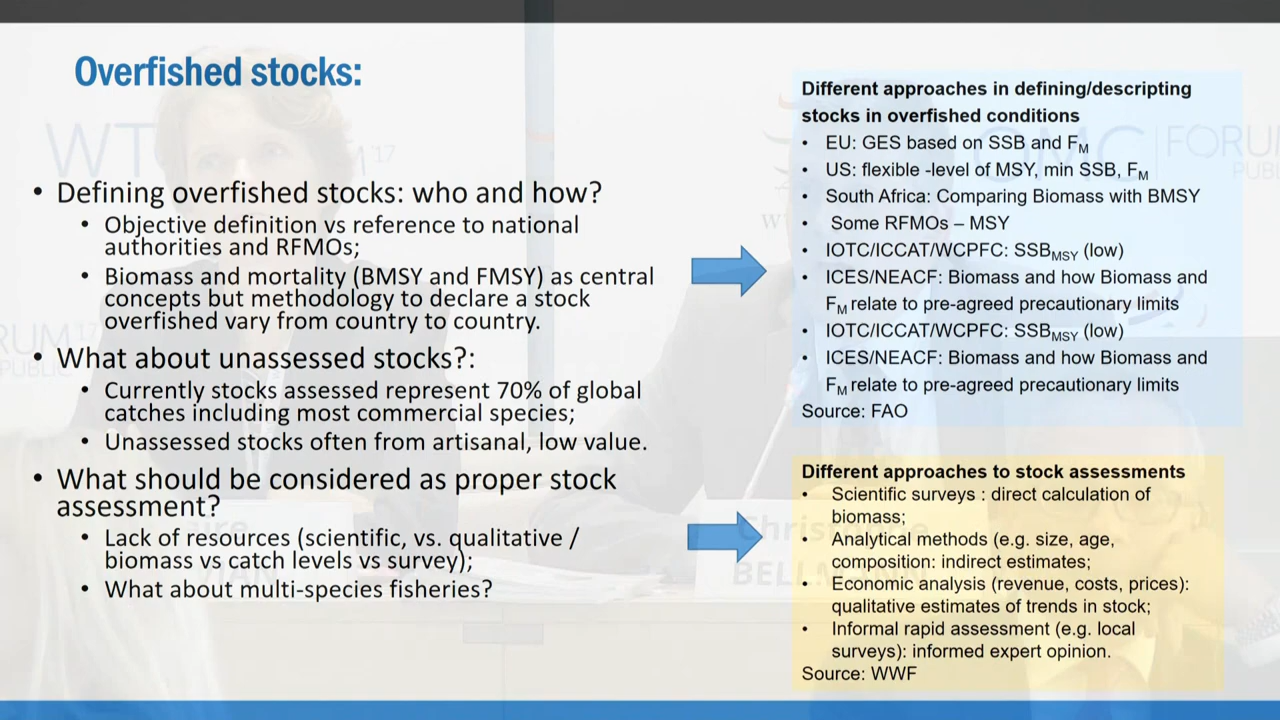 Overfished stocks:
• Defining overfished stocks: who and how?
• Objective definition vs reference to national
authorities and RFMOs;
• Biomass and mortality (BMSY and FMSY) as central
concepts but methodology to declare a stock
overfished vary from country to country.
• What about unassessed stocks?:
• Currently stocks assessed represent 70% of global
catches including most commercial species;
• Unassessed stocks often from artisanal, low value.
• What should be considered as proper stock
assessment?
• Lack of resources (scientific, vs. qualitative /
biomass vs catch levels vs survey);
• What about multi-species fisheries?
Different approaches in defining/descripting
stocks in overfished conditions
• EU: GES based on SSB and FM
• US: flexible -level of MSY, min SSB, FM
• South Africa: Comparing Biomass with BMSY
• Some RFMOs – MSY
• IOTC/ICCAT/WCPFC: SSBMSY (low)
• ICES/NEACF: Biomass and how Biomass and
FM relate to pre-agreed precautionary limits
• IOTC/ICCAT/WCPFC: SSBMSY (low)
• ICES/NEACF: Biomass and how Biomass and
FM relate to pre-agreed precautionary limits
Source: FAO
Different approaches to stock assessments
• Scientific surveys : direct calculation of
biomass;
• Analytical methods (e.g. size, age,
composition: indirect estimates;
• Economic analysis (revenue, costs, prices):
qualitative estimates of trends in stock;
• Informal rapid assessment (e.g. local
surveys): informed expert opinion.
Source: WWF